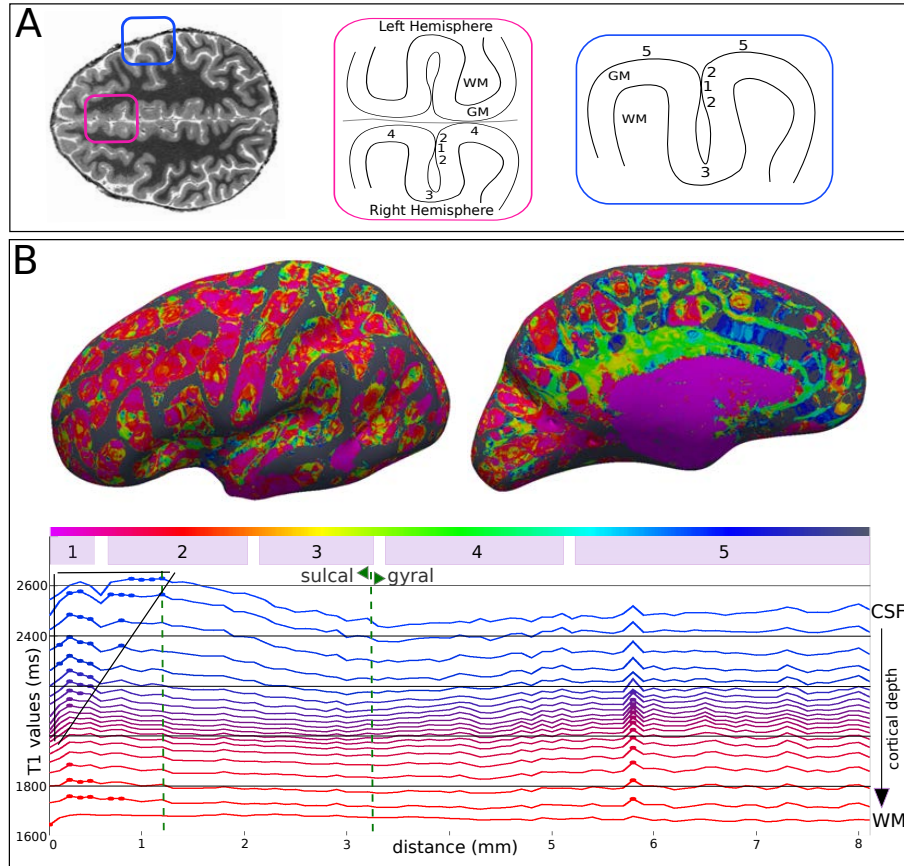 A
Left Hemisphere
WM
GM
4
4
2
1
2
3
Right Hemisphere
5
5
GM
2
1
2
WM
3
B
1
2
3
4
5
sulcal
gyral
2600
2400
1800
1600
T1 values (ms)
CSF
cortical depth
WM
0
1
2
3
4
5
6
7
8
distance (mm)